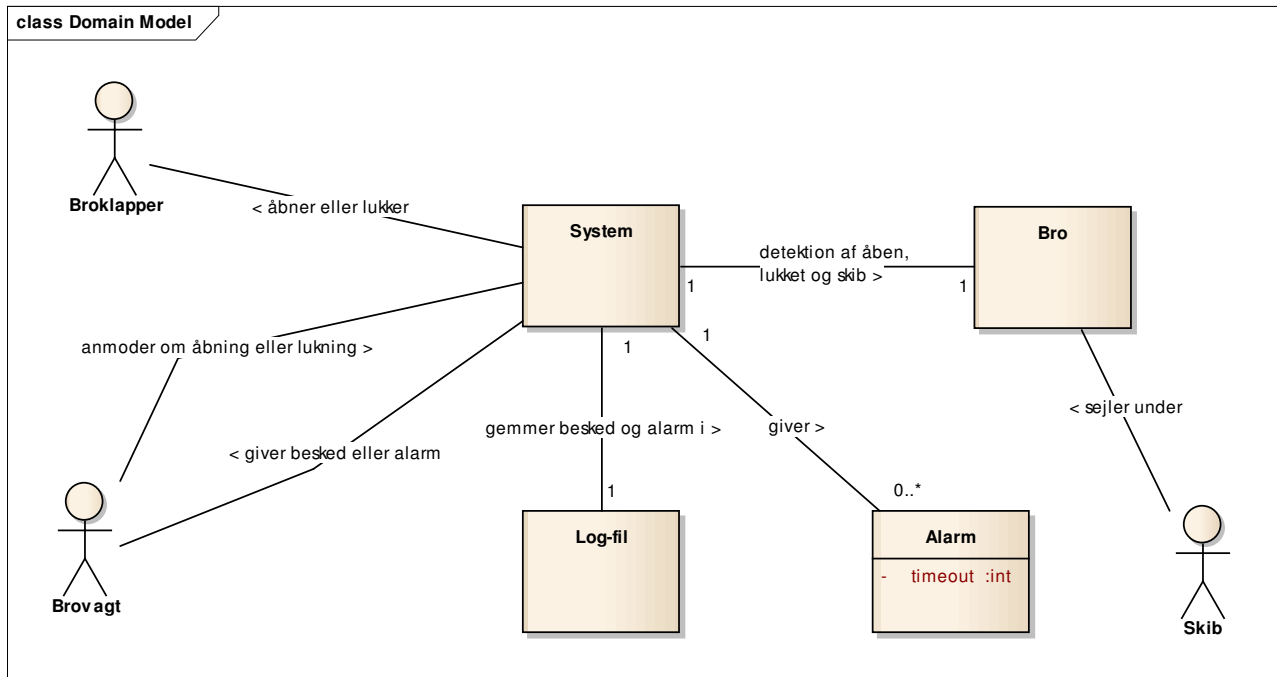 class Domain Model
Broklapper
< åbner eller lukker
System
Bro
detektion af åben,
lukket og skib >
1
1
1
1
anmoder om åbning eller lukning >
< sejler under
gemmer besked og alarm i >
giver >
< giver besked eller alarm
1
0..*
Log-fil
Alarm
- timeout :int
Brovagt
Skib